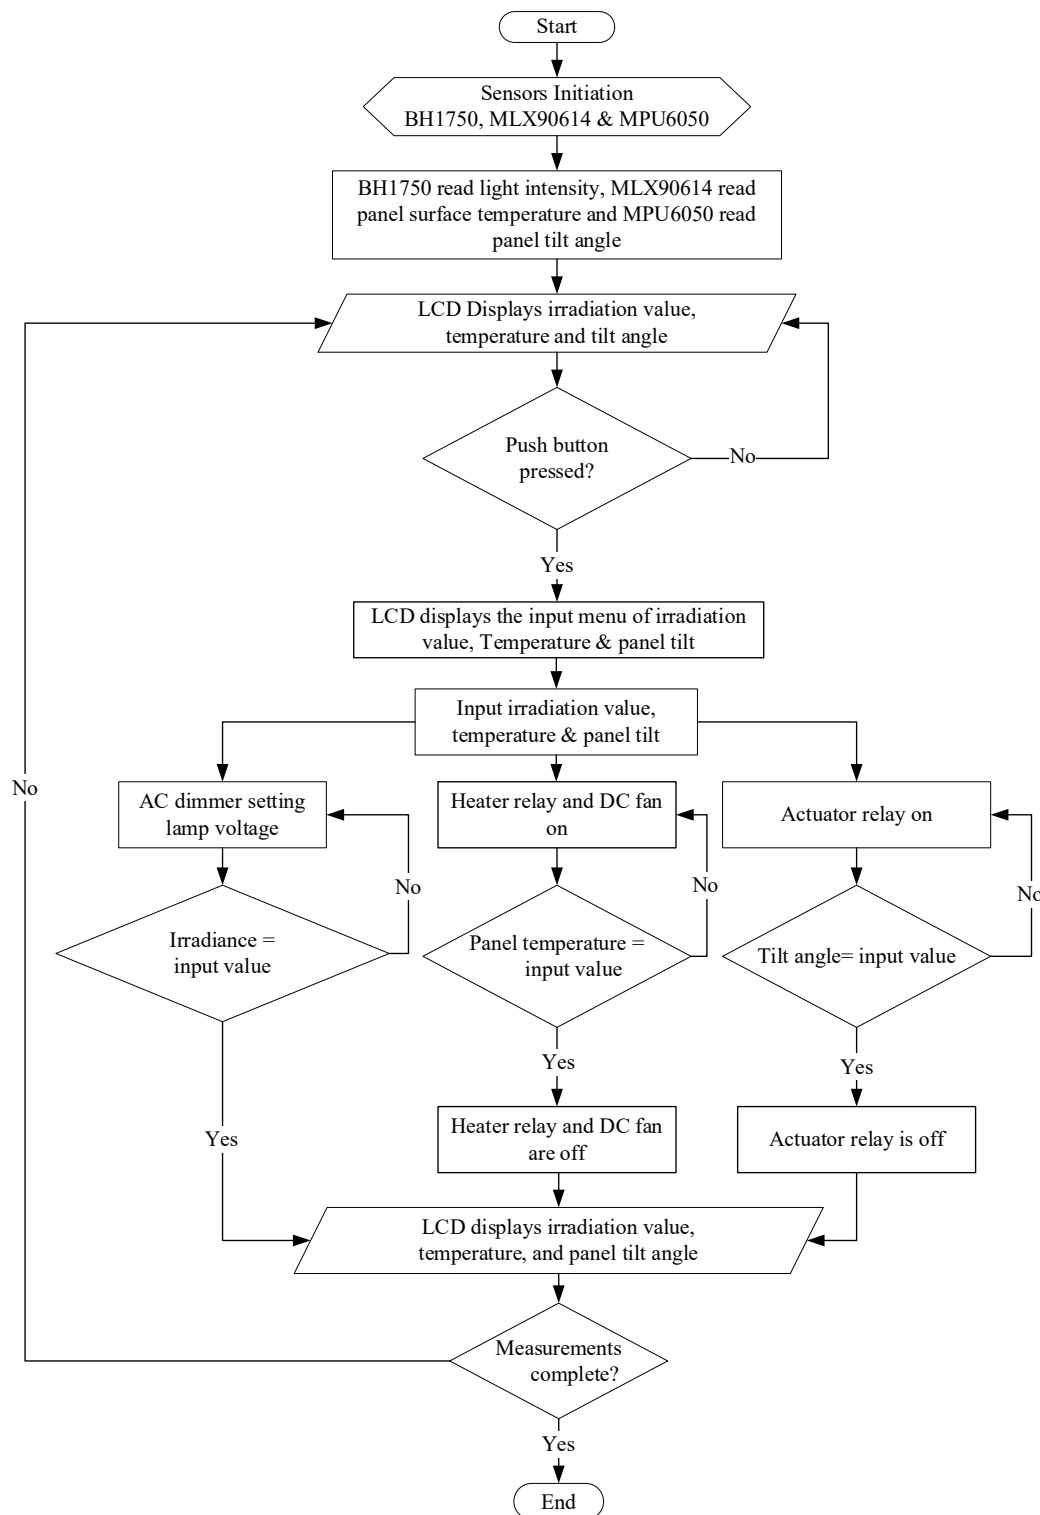 Start
Sensors Initiation
BH1750, MLX90614 & MPU6050
BH1750 read light intensity, MLX90614 read
panel surface temperature and MPU6050 read
panel tilt angle
LCD Displays irradiation value,
temperature and tilt angle
Push button
pressed?
No
Yes
LCD displays the input menu of irradiation
value, Temperature & panel tilt
Input irradiation value,
temperature & panel tilt
No
AC dimmer setting
lamp voltage
Heater relay and DC fan
on
Actuator relay on
No
No
No
Irradiance =
input value
Panel temperature =
input value
Tilt angle= input value
Yes
Yes
Yes
Heater relay and DC fan
are off
Actuator relay is off
LCD displays irradiation value,
temperature, and panel tilt angle
Measurements
complete?
Yes
End